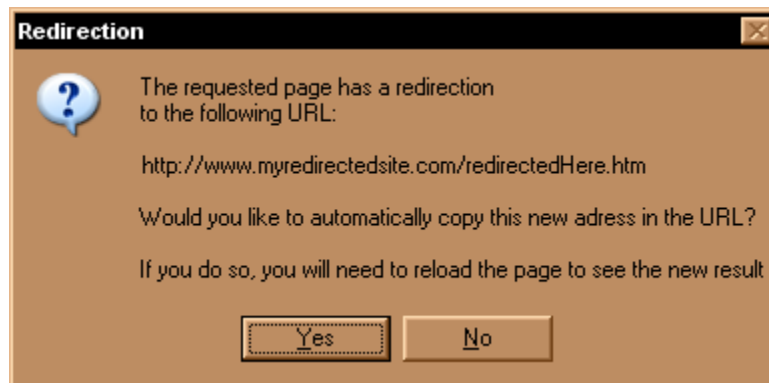 Redirection
The requested page has a redirection
to the following URL:
http://www.myredirectedsite.com/redirectedHere.htm
Would you like to automatically copy this new adress in the URL?
If you do so, you will need to reload the page to see the new result
Yes
No